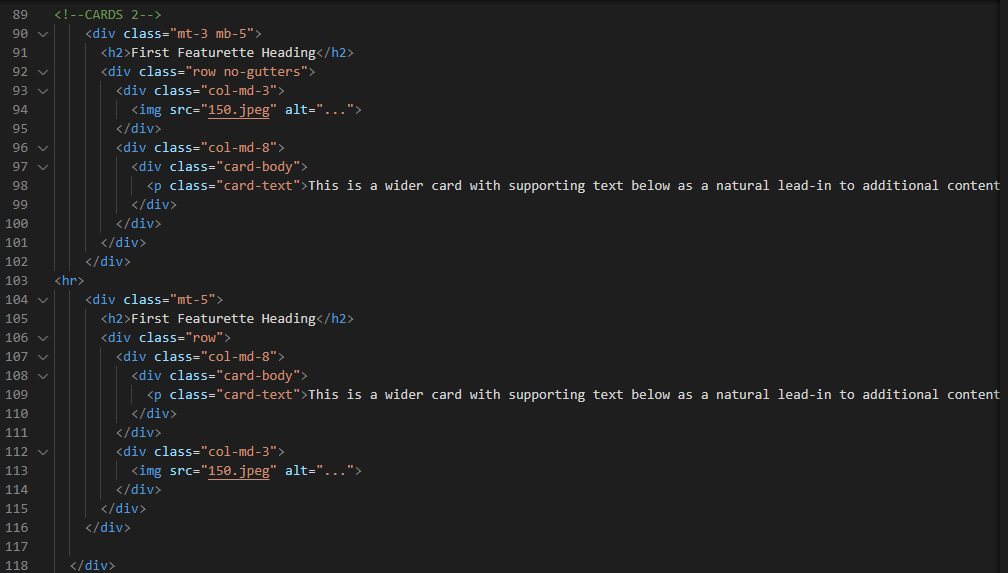 89 <!--CARDS 2-->
90 <div class="mt-3 mb-5">
91 <h2>First Featurette Heading</h2>
92 <div class="row no-gutters">
93 <div class="col-md-3">
94 <img src="150.jpeg" alt="...">
95 </div>
96 <div class="col-md-8">
97 <div class="card-body">
98 <p class="card-text">This is a wider card with supporting text below as a natural lead-in to additional content
99 </div>
100 </div>
101 </div>
102 </div>
103 <hr>
104 <div class="mt-5">
105 <h2>First Featurette Heading</h2>
106 <div class="row">
107 <div class="col-md-8">
108 <div class="card-body">
109 <p class="card-text">This is a wider card with supporting text below as a natural lead-in to additional content
110 </div>
111 </div>
112 <div class="col-md-3">
113 <img src="150.jpeg" alt="...">
114 </div>
115 </div>
116 </div>
117
118 </div>